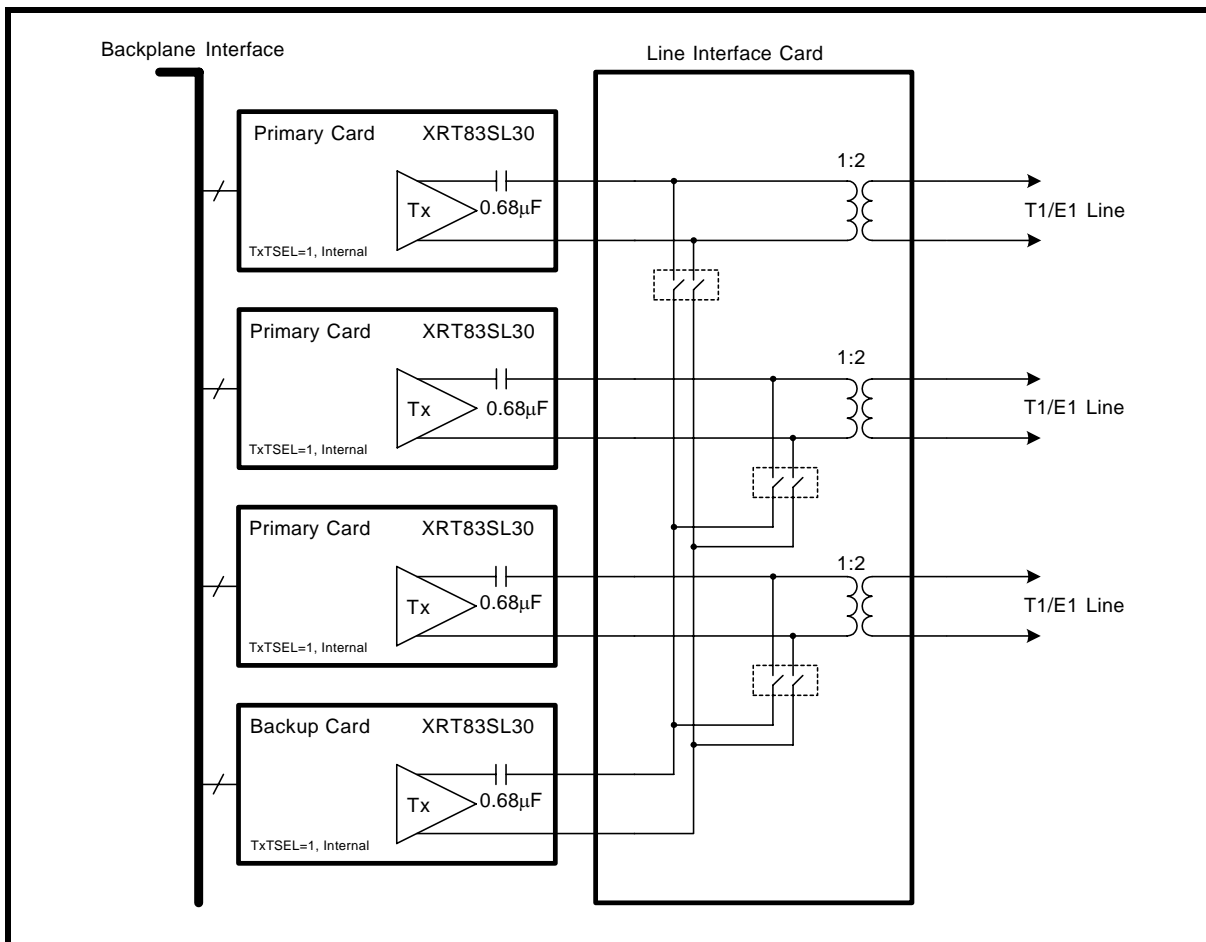 Backplane Interface
Line Interface Card
Primary Card XRT83SL30
Tx
0.68µF
TxTSEL=1, Internal
1:2
T1/E1 Line
Primary Card XRT83SL30
Tx
0.68µF
TxTSEL=1, Internal
1:2
T1/E1 Line
Primary Card XRT83SL30
Tx
0.68µF
TxTSEL=1, Internal
1:2
T1/E1 Line
Backup Card XRT83SL30
Tx
0.68µF
TxTSEL=1, Internal